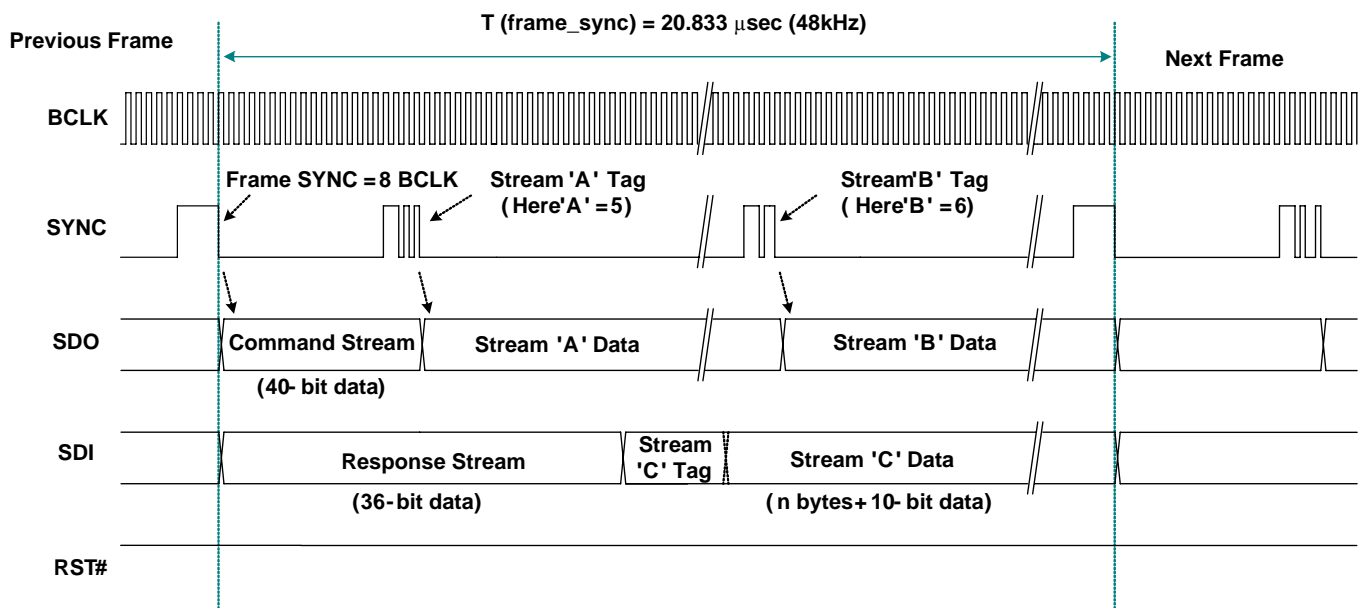 T (frame_sync) = 20.833 μsec (48kHz)
Previous Frame
Next Frame
BCLK
Frame SYNC = 8 BCLK
Stream 'A' Tag
(Here 'A' = 5)
Stream 'B' Tag
(Here 'B' = 6)
SYNC
SDO
Command Stream
Stream 'A' Data
Stream 'B' Data
(40-bit data)
SDI
Response Stream
Stream
'C' Tag
Stream 'C' Data
(36-bit data)
(n bytes+10-bit data)
RST#